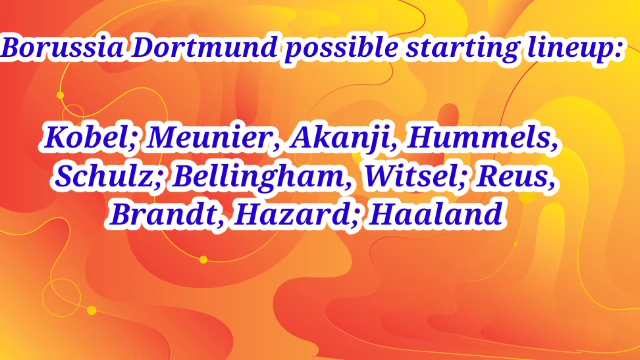 Borussia Dortmund possible starting lineup:
Kobel; Meunier, Akanji, Hummels,
Schulz; Bellingham, Witsel; Reus,
Brandt, Hazard; Haaland